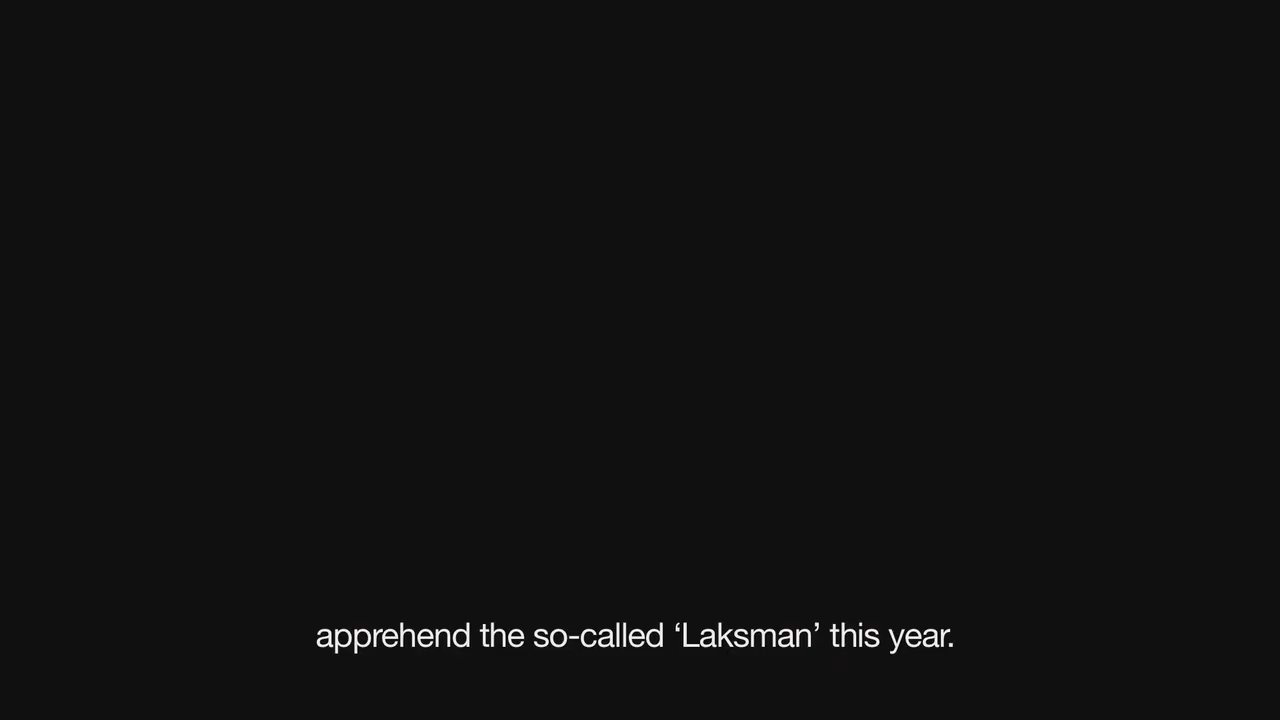 apprehend the so-called ‘Laksman’ this year.